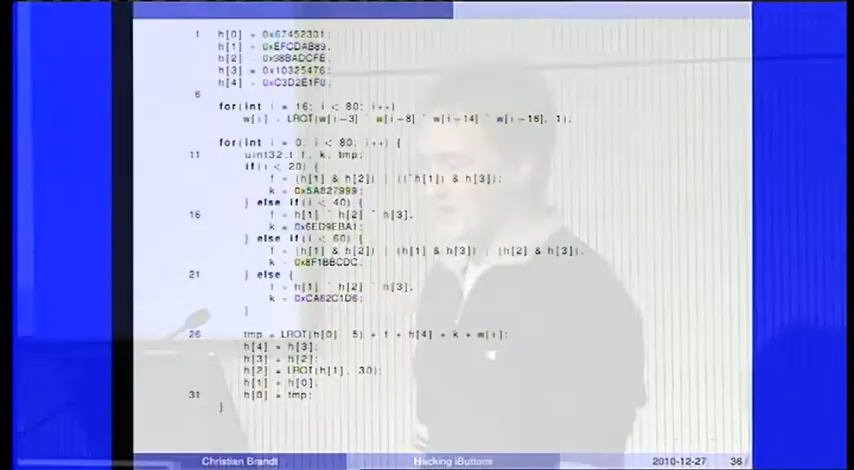 1 h[0] = 0x67452301;
h[1] = 0xEFCDAB89;
h[2] = 0x98BADCFE;
h[3] = 0x10325476;
h[4] = 0xC3D2E1F0;
6
for(int i = 16; i < 80; i++)
w[i] = LROT(w[i-3] ^ w[i-8] ^ w[i-14] ^ w[i-16], 1);
for(int i = 0; i < 80; i++) {
11 uint32_t f, k, tmp;
if(i < 20) {
f = (h[1] & h[2]) | ((~h[1]) & h[3]);
k = 0x5A827999;
} else if(i < 40) {
16 f = h[1] ^ h[2] ^ h[3];
k = 0x6ED9EBA1;
} else if(i < 60) {
f = (h[1] & h[2]) | (h[1] & h[3]) | (h[2] & h[3]);
k = 0x8F1BBCDC;
21 } else {
f = h[1] ^ h[2] ^ h[3];
k = 0xCA62C1D6;
}
26 tmp = LROT(h[0], 5) + f + h[4] + k + w[i];
h[4] = h[3];
h[3] = h[2];
h[2] = LROT(h[1], 30);
h[1] = h[0];
31 h[0] = tmp;
}
Christian Brandt Hacking iButtons 2010-12-27 36 /